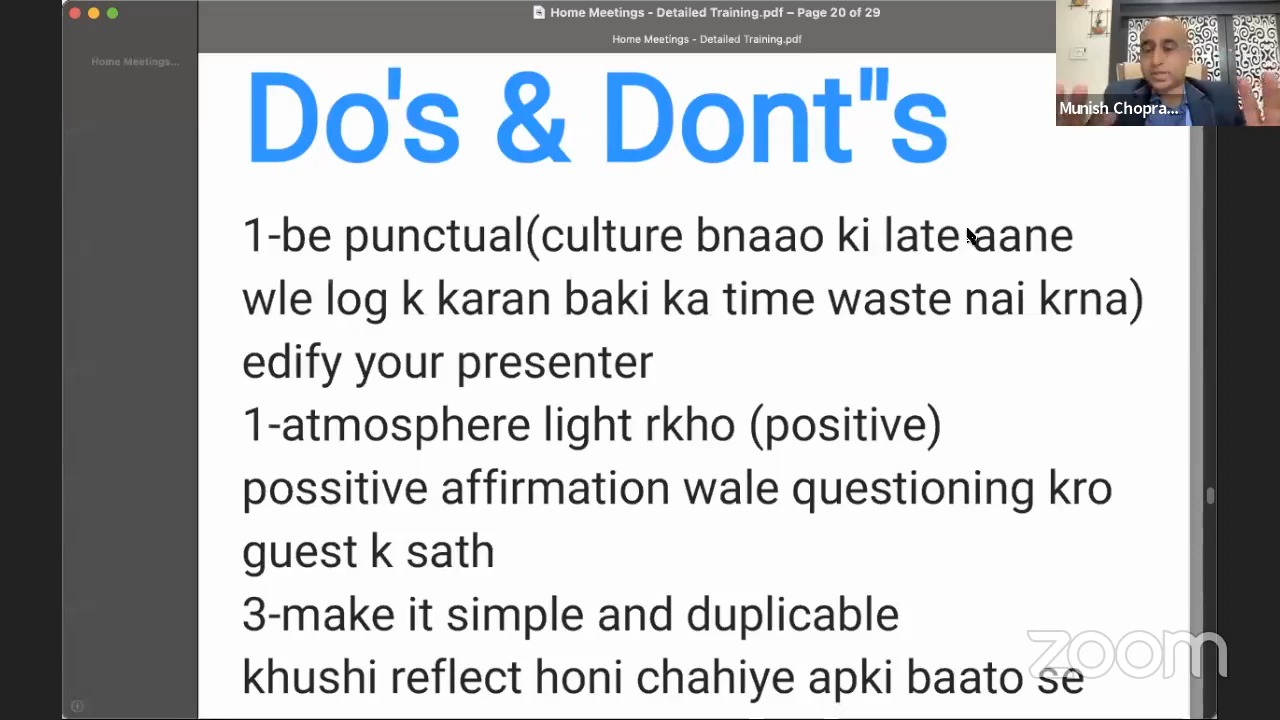 Home Meetings - Detailed Training.pdf – Page 20 of 29
Home Meetings - Detailed Training.pdf
Home Meetings...
Munish Chopra...
Do's & Dont"s
1-be punctual(culture bnaao ki late aane
wle log k karan baki ka time waste nai krna)
edify your presenter
1-atmosphere light rkho (positive)
possitive affirmation wale questioning kro
guest k sath
3-make it simple and duplicable
khushi reflect honi chahiye apki baato se
zoom